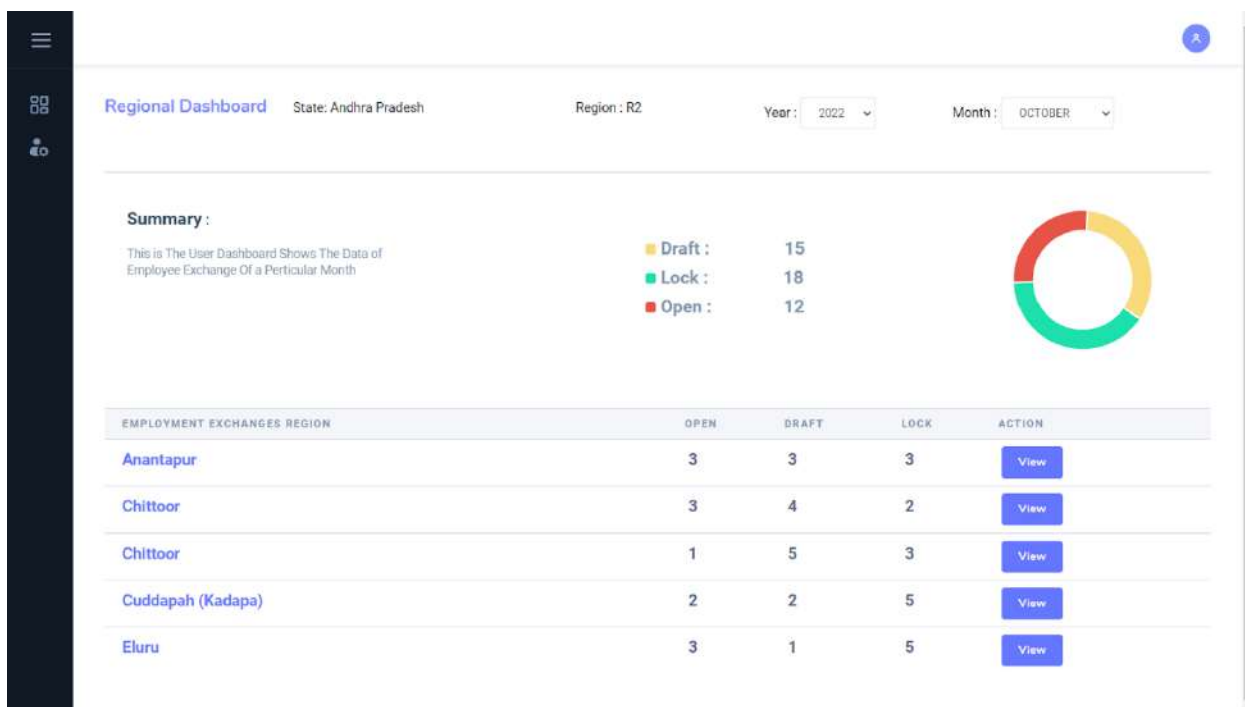 Regional Dashboard State: Andhra Pradesh Region : R2 Year : 2022 Month : OCTOBER
Summary :
This is The User Dashboard Shows The Data of
Employee Exchange Of a Perticular Month
Draft : 15
Lock : 18
Open : 12
EMPLOYMENT EXCHANGES REGION OPEN DRAFT LOCK ACTION
Anantapur 3 3 3 View
Chittoor 3 4 2 View
Chittoor 1 5 3 View
Cuddapah (Kadapa) 2 2 5 View
Eluru 3 1 5 View